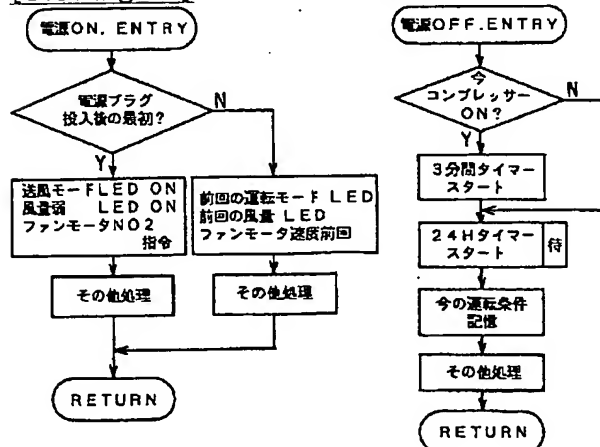 電源ON. ENTRY
電源プラグ
投入後の最初?
N
Y
送風モードLED ON
風量弱 LED ON
ファンモータNO2
指令
前回の運転モード LED
前回の風量 LED
ファンモータ速度前回
その他処理
その他処理
RETURN
電源OFF.ENTRY
今
コンプレッサー
ON?
N
Y
3分間タイマー
スタート
24Hタイマー
スタート
待
今の運転条件
記憶
その他処理
RETURN